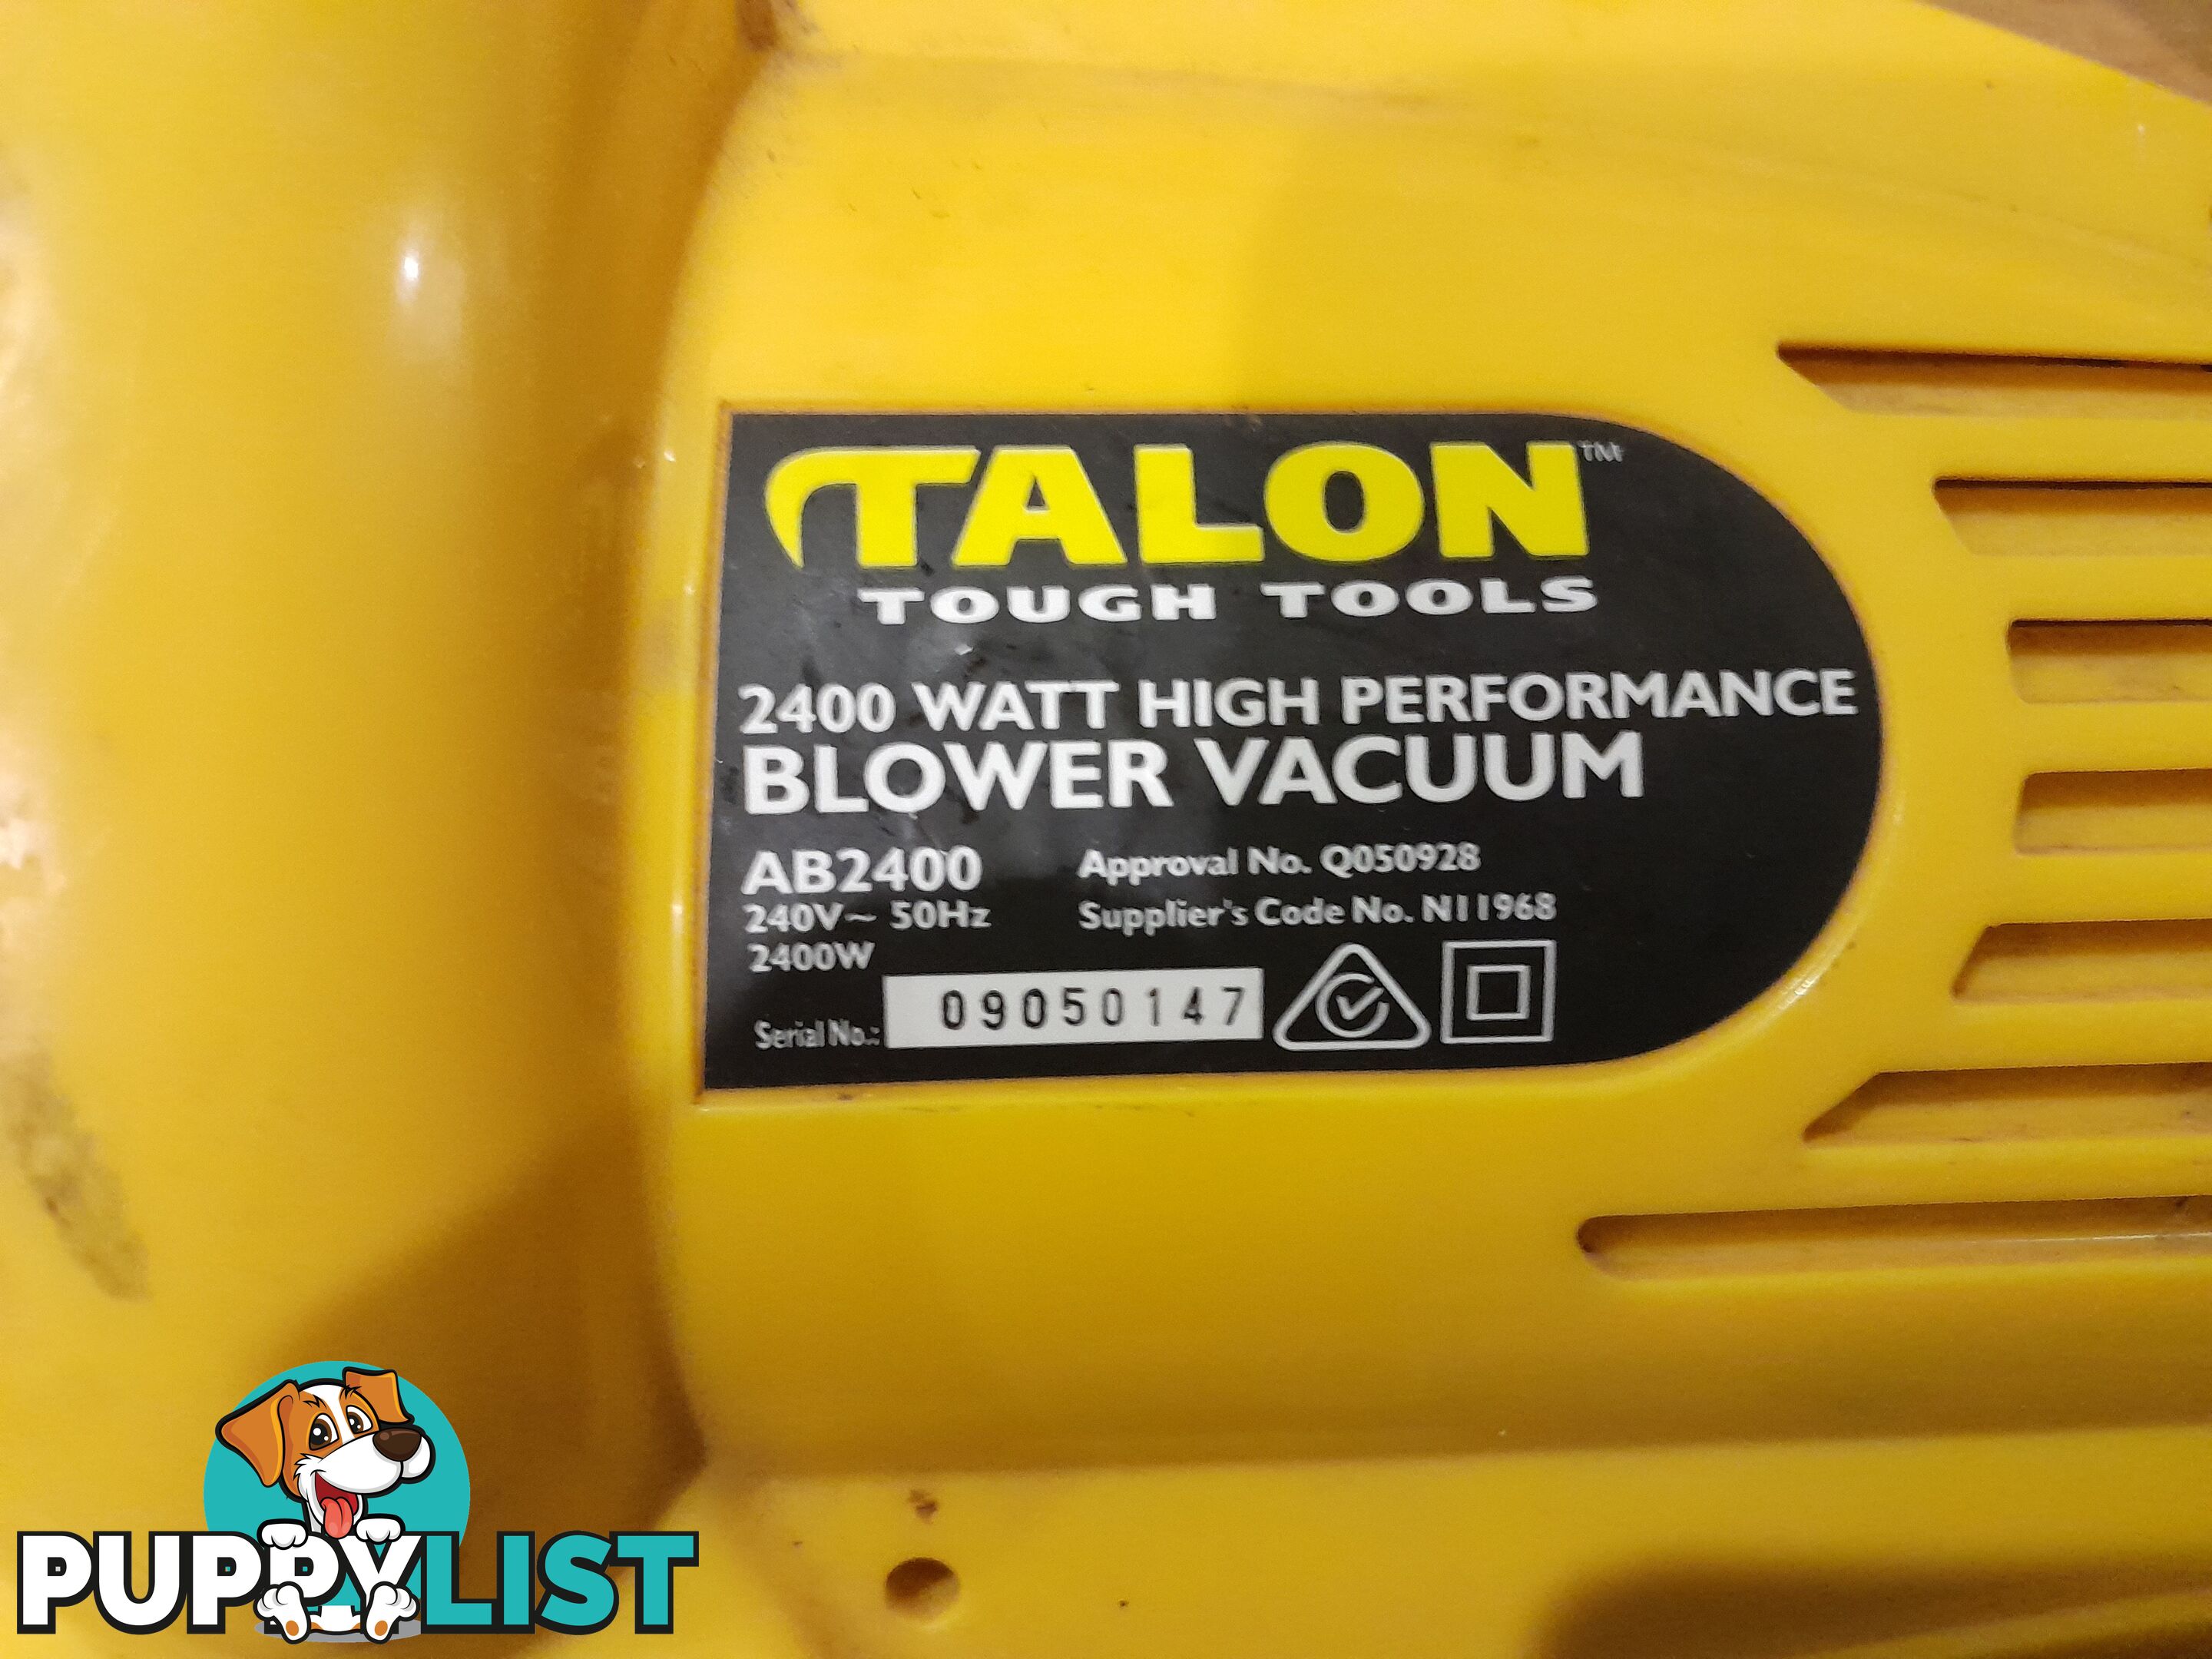 TALON™
TOUGH TOOLS
2400 WATT HIGH PERFORMANCE
BLOWER VACUUM
AB2400 Approval No. Q050928
240V~ 50Hz Supplier's Code No. N11968
2400W
Serial No.: 09050147
PUPPYLIST